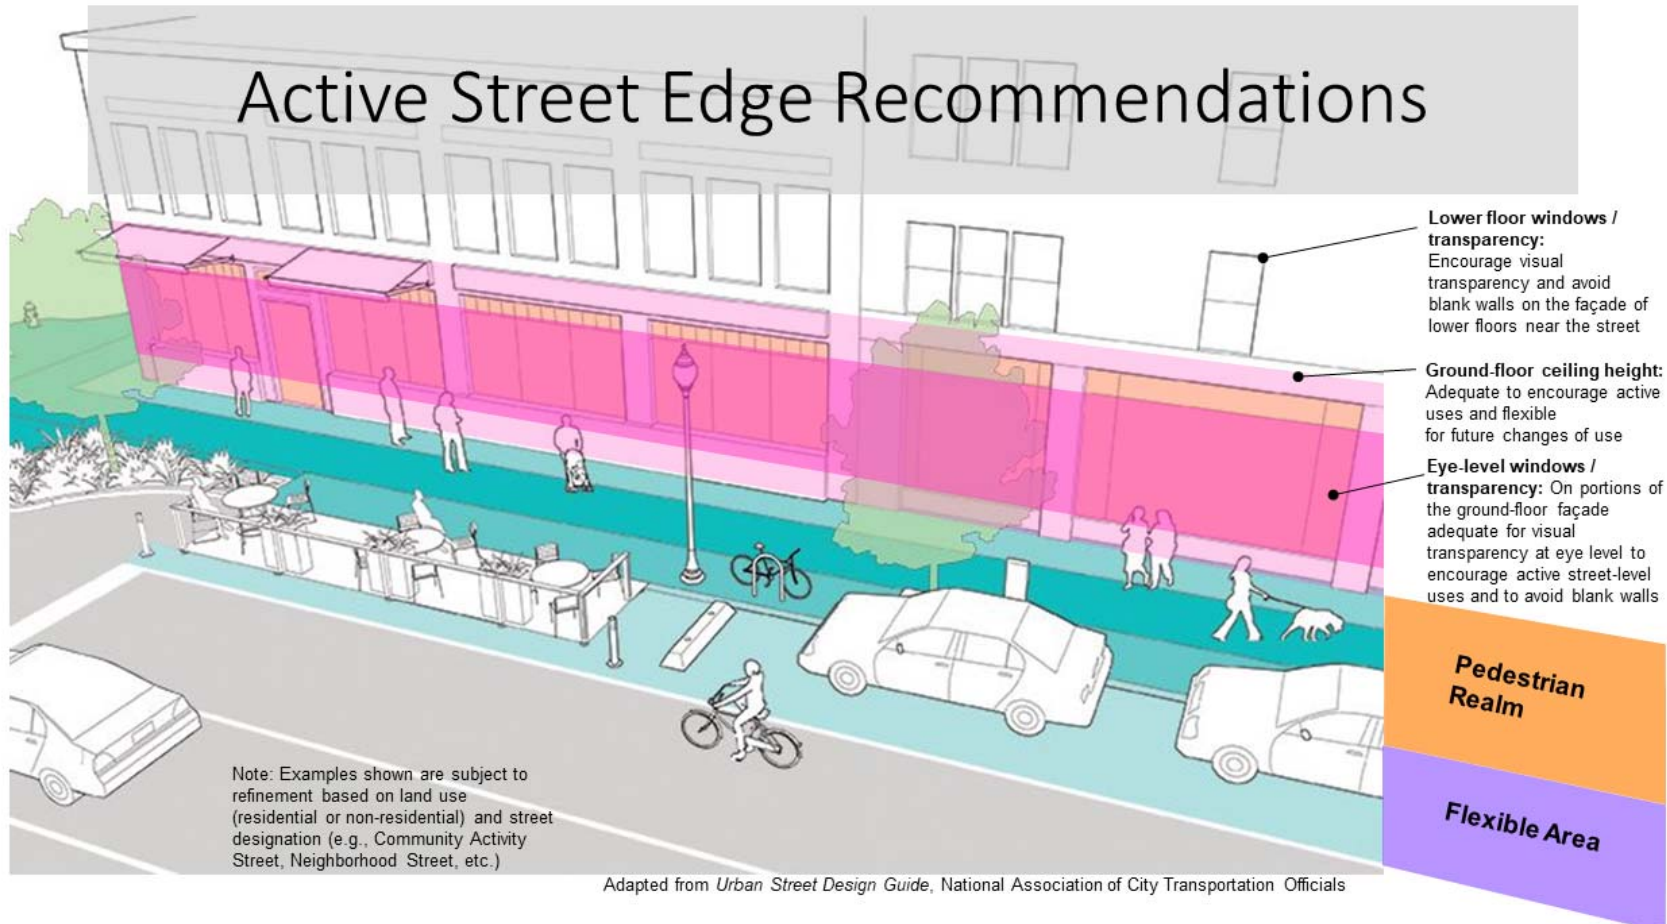 Active Street Edge Recommendations
Lower floor windows /
transparency:
Encourage visual
transparency and avoid
blank walls on the façade of
lower floors near the street
Ground-floor ceiling height:
Adequate to encourage active
uses and flexible
for future changes of use
Eye-level windows /
transparency: On portions of
the ground-floor façade
adequate for visual
transparency at eye level to
encourage active street-level
uses and to avoid blank walls
Pedestrian
Realm
Flexible Area
Note: Examples shown are subject to
refinement based on land use
(residential or non-residential) and street
designation (e.g., Community Activity
Street, Neighborhood Street, etc.)
Adapted from Urban Street Design Guide, National Association of City Transportation Officials